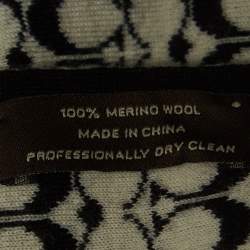 100% MERINO WOOL
MADE IN CHINA
PROFESSIONALLY DRY CLEAN